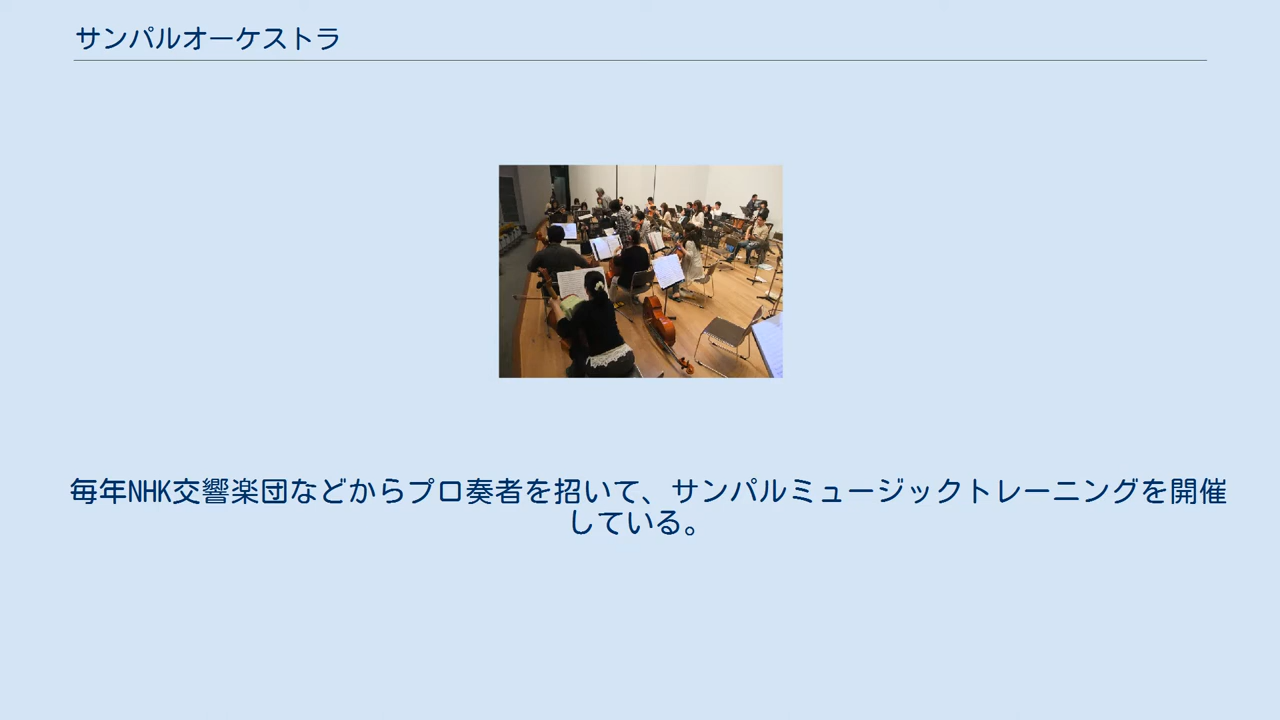 サンパルオーケストラ
毎年NHK交響楽団などからプロ奏者を招いて、サンパルミュージックトレーニングを開催
している。